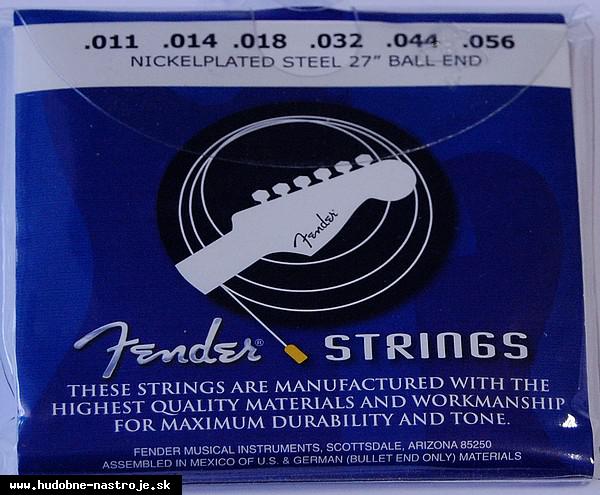 .011 .014 .018 .032 .044 .056
NICKELPLATED STEEL 27" BALL END
Fender
Fender® STRINGS
THESE STRINGS ARE MANUFACTURED WITH THE
HIGHEST QUALITY MATERIALS AND WORKMANSHIP
FOR MAXIMUM DURABILITY AND TONE.
FENDER MUSICAL INSTRUMENTS, SCOTTSDALE, ARIZONA 85250
ASSEMBLED IN MEXICO OF U.S. & GERMAN (BULLET END ONLY) MATERIALS
www.hudobne-nastroje.sk